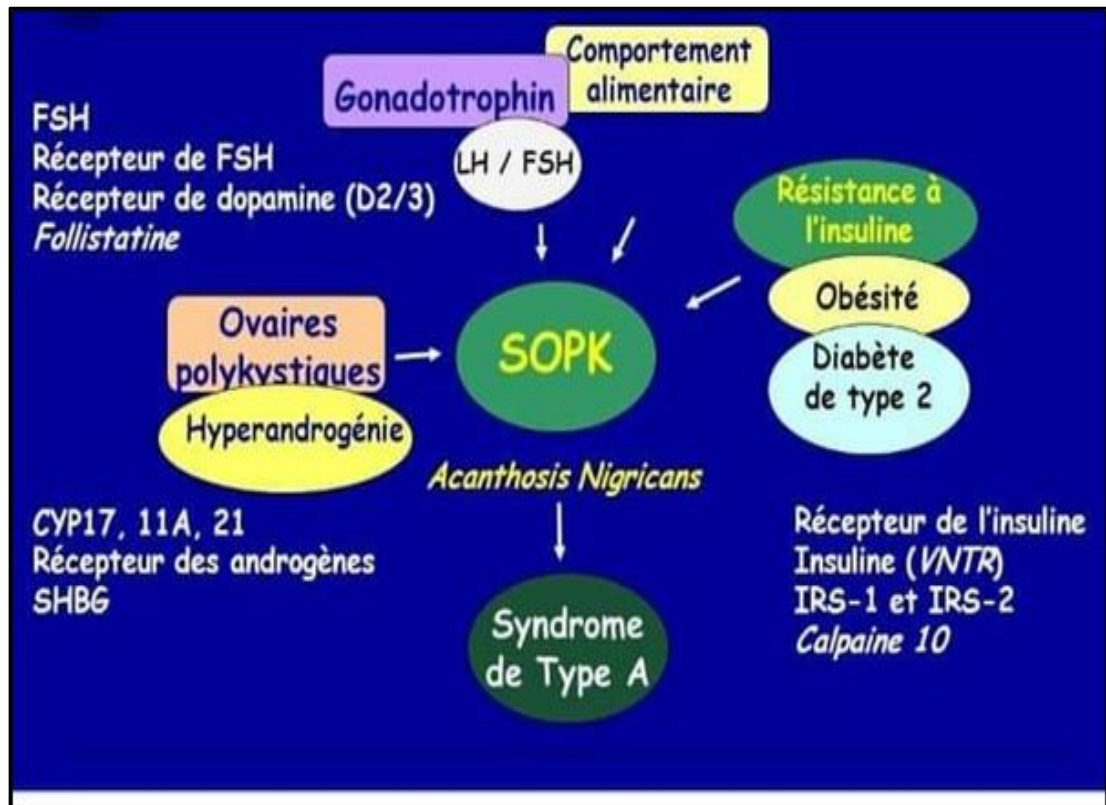 Comportement
alimentaire
Gonadotrophin
LH / FSH
FSH
Récepteur de FSH
Récepteur de dopamine (D2/3)
Follistatine
Résistance à
l'insuline
Obésité
Diabète
de type 2
Ovaires
polykystiques
Hyperandrogénie
SOPK
Acanthosis Nigricans
CYP17, 11A, 21
Récepteur des androgènes
SHBG
Récepteur de l'insuline
Insuline (VNTR)
IRS-1 et IRS-2
Calpaine 10
Syndrome
de Type A